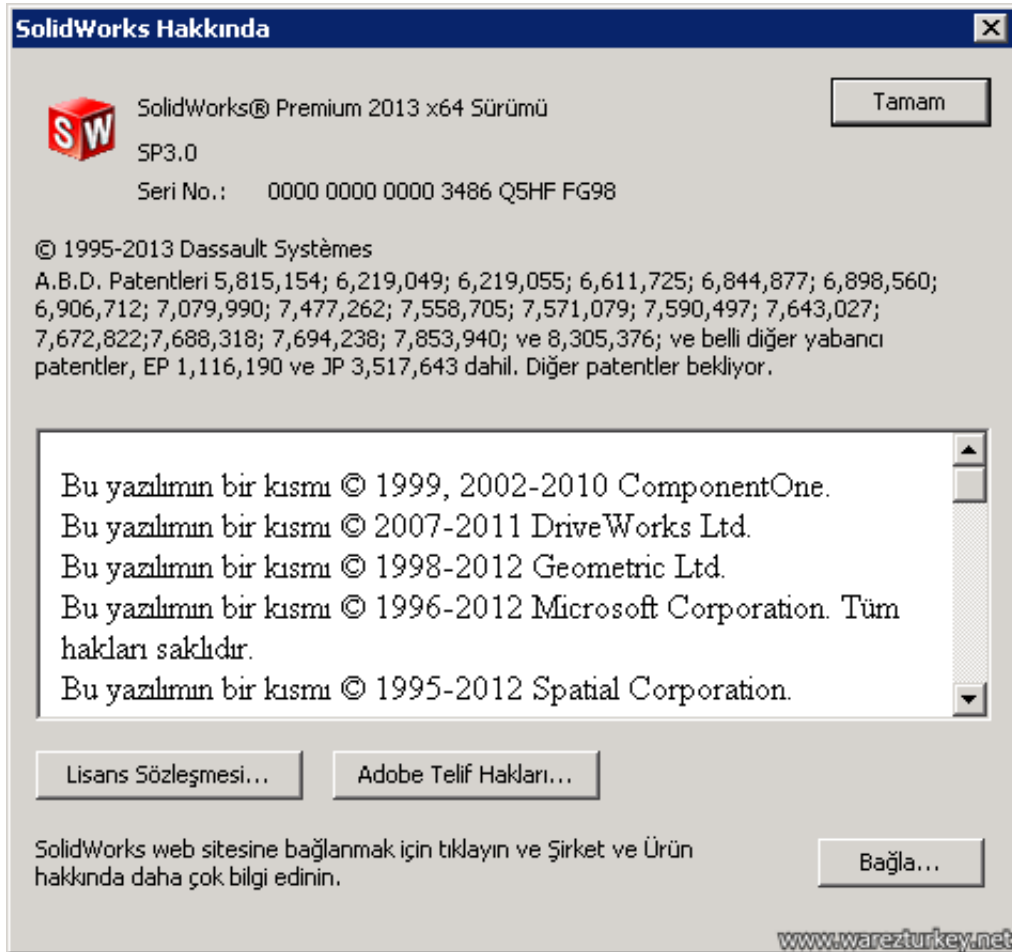 SolidWorks Hakkında
SW
SolidWorks® Premium 2013 x64 Sürümü
Tamam
SP3.0
Seri No.: 0000 0000 0000 3486 Q5HF FG98
© 1995-2013 Dassault Systèmes
A.B.D. Patentleri 5,815,154; 6,219,049; 6,219,055; 6,611,725; 6,844,877; 6,898,560;
6,906,712; 7,079,990; 7,477,262; 7,558,705; 7,571,079; 7,590,497; 7,643,027;
7,672,822;7,688,318; 7,694,238; 7,853,940; ve 8,305,376; ve belli diğer yabancı
patentler, EP 1,116,190 ve JP 3,517,643 dahil. Diğer patentler bekliyor.
Bu yazılımın bir kısmı © 1999, 2002-2010 ComponentOne.
Bu yazılımın bir kısmı © 2007-2011 DriveWorks Ltd.
Bu yazılımın bir kısmı © 1998-2012 Geometric Ltd.
Bu yazılımın bir kısmı © 1996-2012 Microsoft Corporation. Tüm
hakları saklıdır.
Bu yazılımın bir kısmı © 1995-2012 Spatial Corporation.
Lisans Sözleşmesi...
Adobe Telif Hakları...
SolidWorks web sitesine bağlanmak için tıklayın ve Şirket ve Ürün
hakkında daha çok bilgi edinin.
Bağla...
www.warezturkey.net